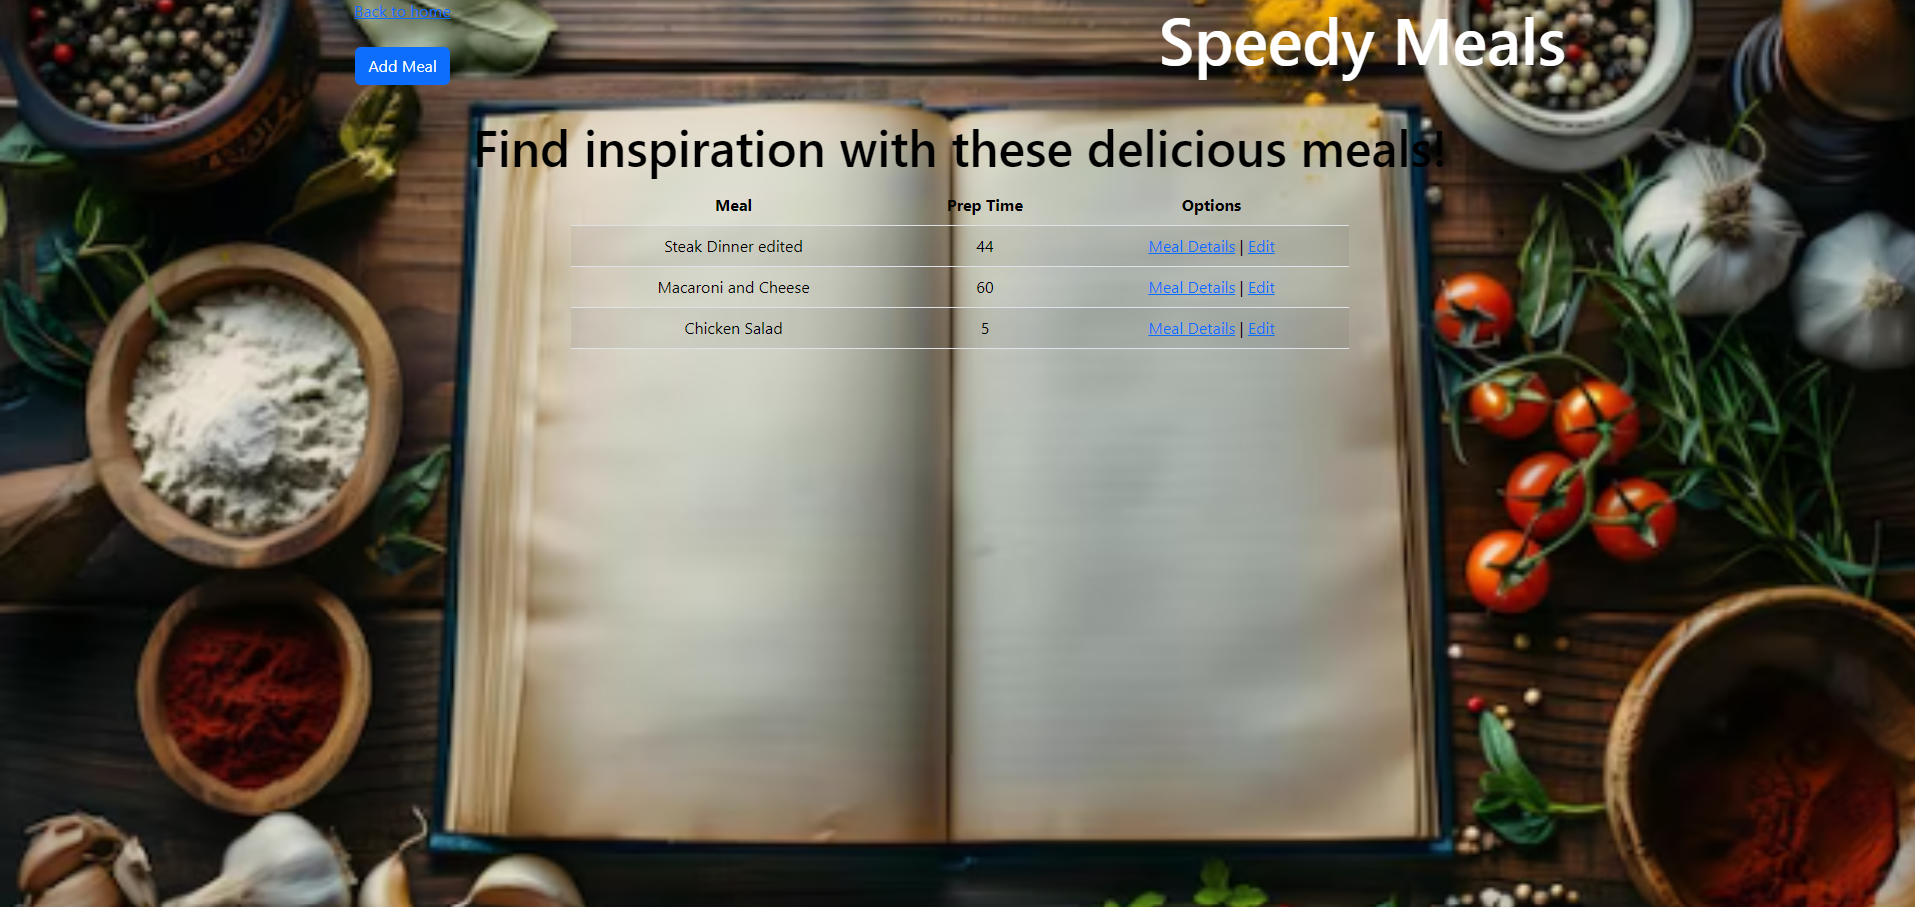 Back to home
Speedy Meals
Add Meal
Find inspiration with these delicious meals!
Meal Prep Time Options
Steak Dinner edited 44 Meal Details | Edit
Macaroni and Cheese 60 Meal Details | Edit
Chicken Salad 5 Meal Details | Edit